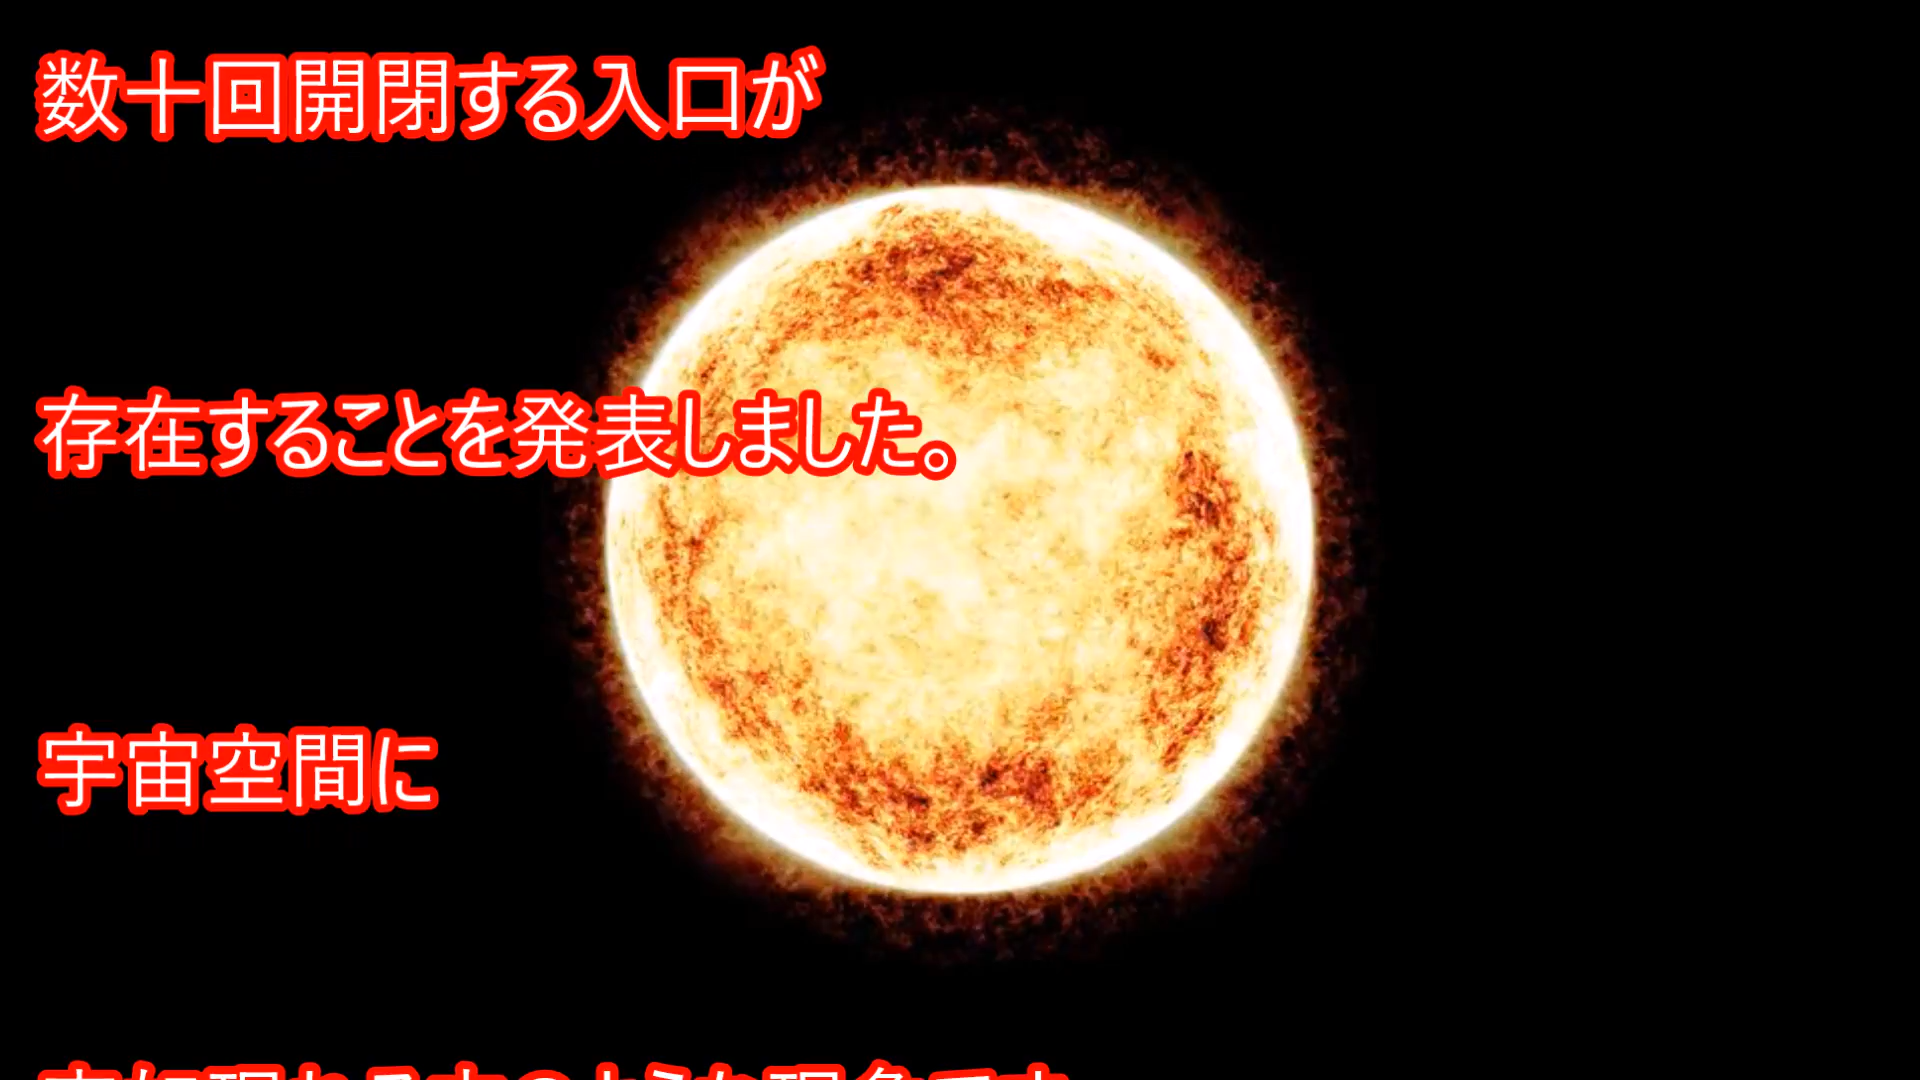 数十回開閉する入口が
存在することを発表しました。
宇宙空間に